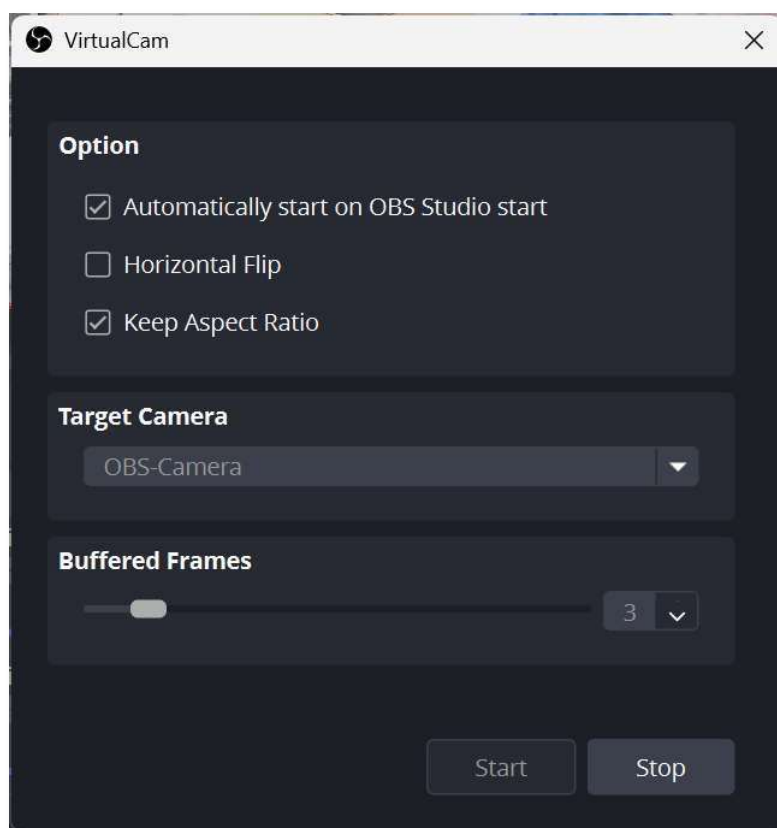 VirtualCam
Option
Automatically start on OBS Studio start
Horizontal Flip
Keep Aspect Ratio
Target Camera
OBS-Camera
Buffered Frames
3
Start Stop